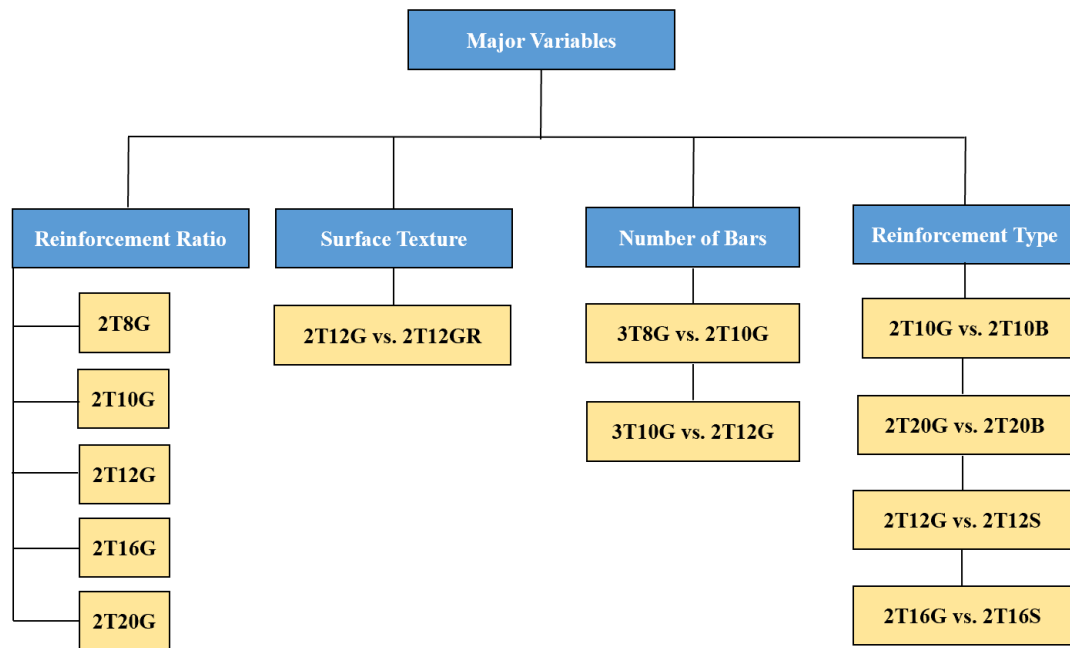 Major Variables
Reinforcement Ratio
2T8G
2T10G
2T12G
2T16G
2T20G
Surface Texture
2T12G vs. 2T12GR
Number of Bars
3T8G vs. 2T10G
3T10G vs. 2T12G
Reinforcement Type
2T10G vs. 2T10B
2T20G vs. 2T20B
2T12G vs. 2T12S
2T16G vs. 2T16S